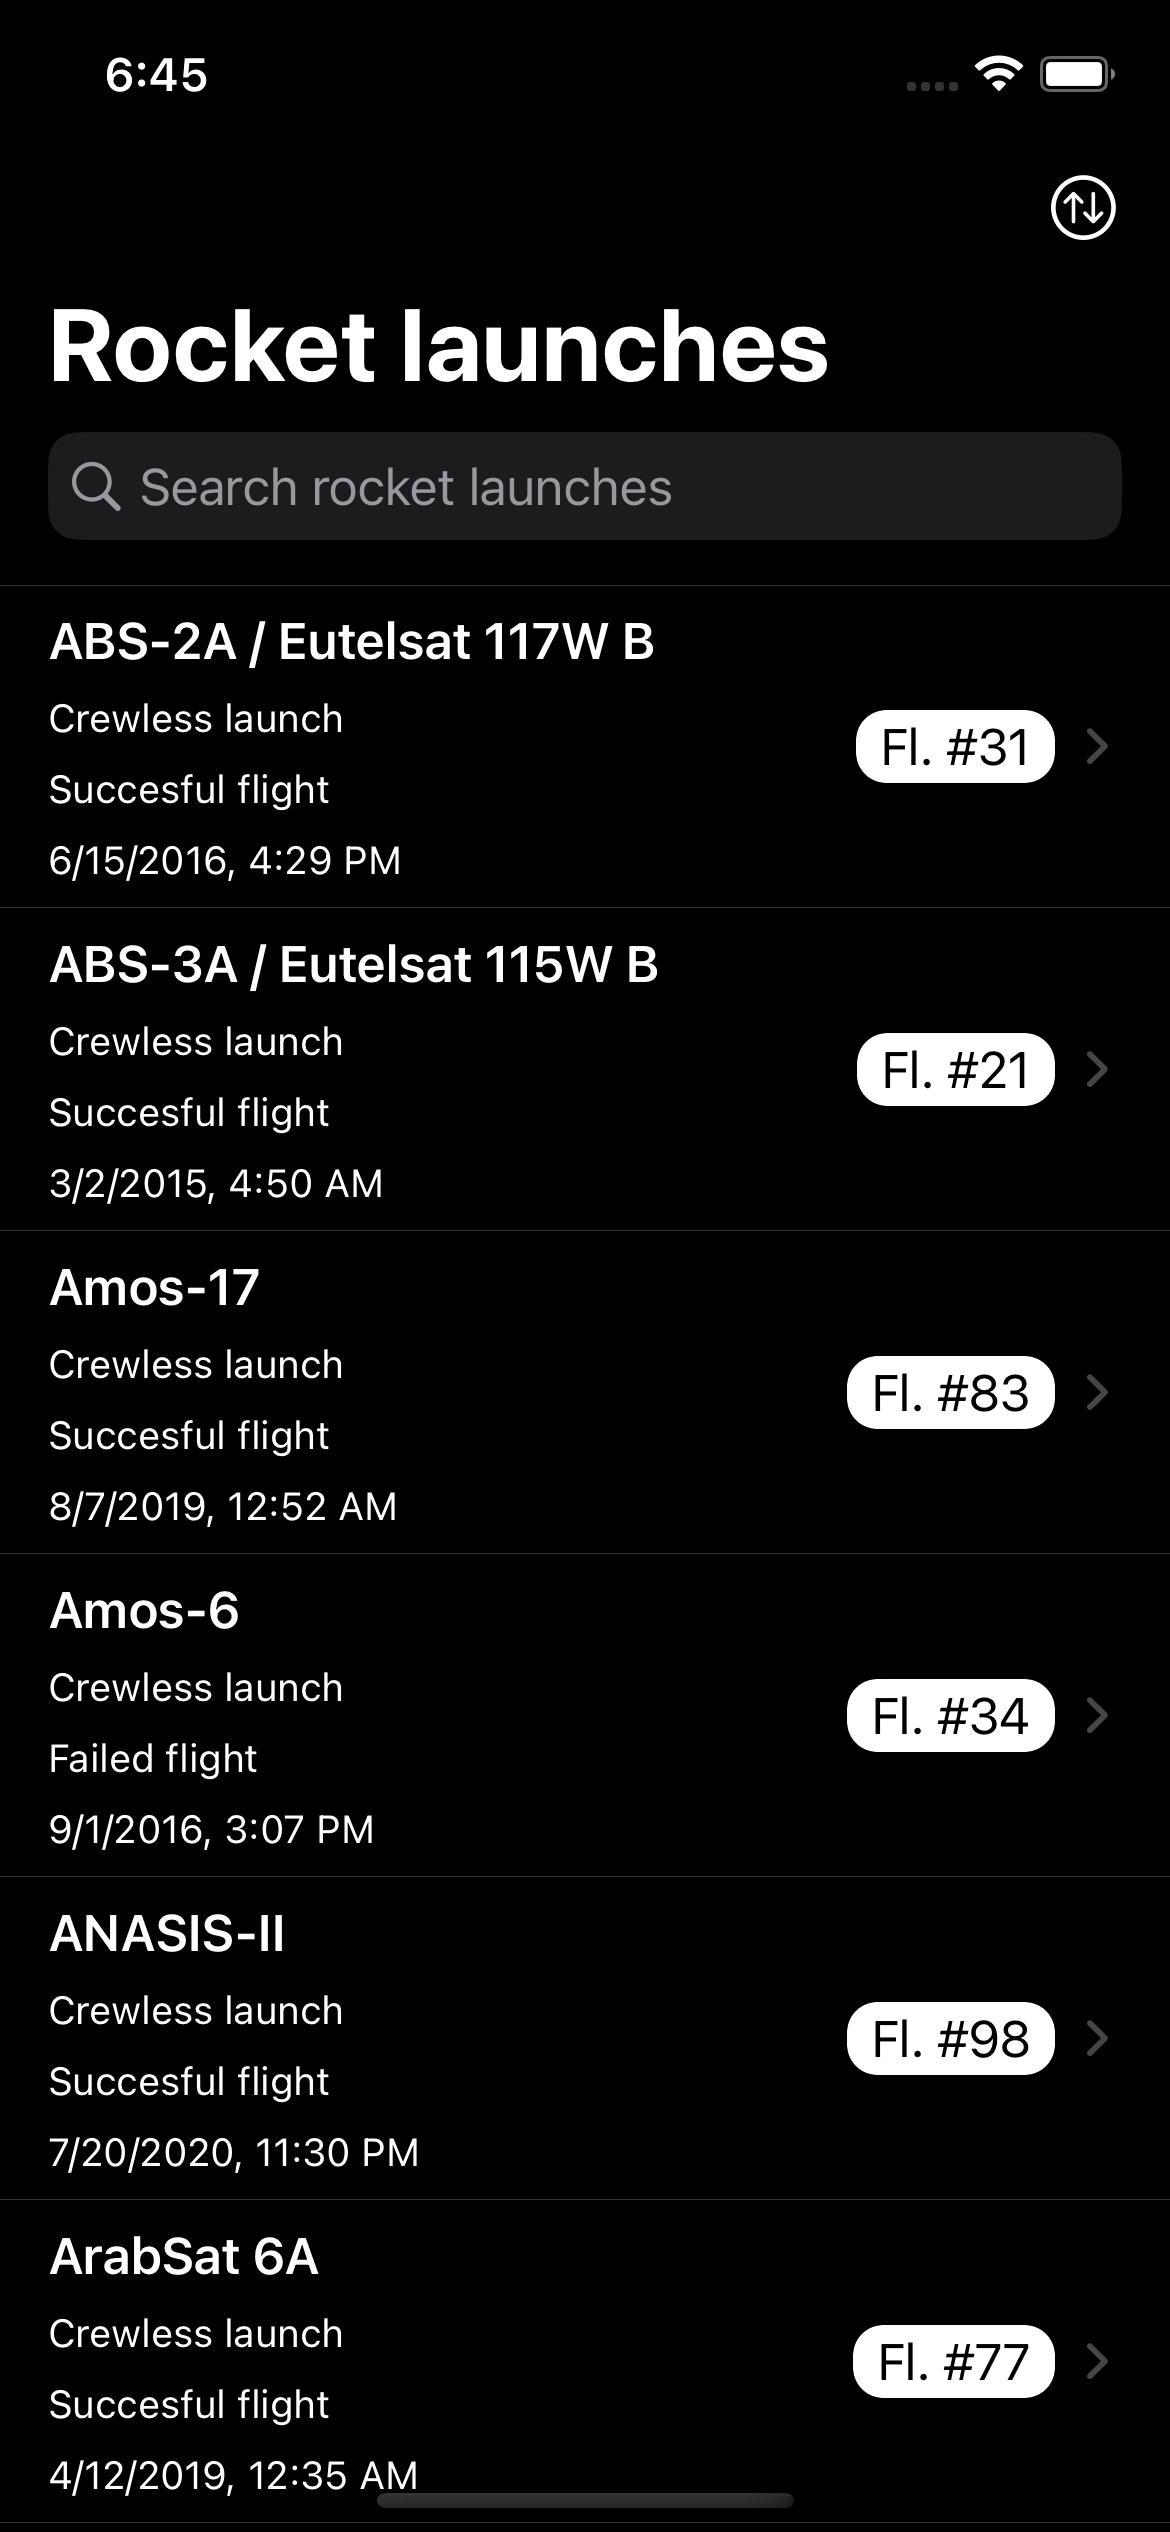 6:45
Rocket launches
Search rocket launches
ABS-2A / Eutelsat 117W B
Crewless launch
Succesful flight
6/15/2016, 4:29 PM
Fl. #31
ABS-3A / Eutelsat 115W B
Crewless launch
Succesful flight
3/2/2015, 4:50 AM
Fl. #21
Amos-17
Crewless launch
Succesful flight
8/7/2019, 12:52 AM
Fl. #83
Amos-6
Crewless launch
Failed flight
9/1/2016, 3:07 PM
Fl. #34
ANASIS-II
Crewless launch
Succesful flight
7/20/2020, 11:30 PM
Fl. #98
ArabSat 6A
Crewless launch
Succesful flight
4/12/2019, 12:35 AM
Fl. #77